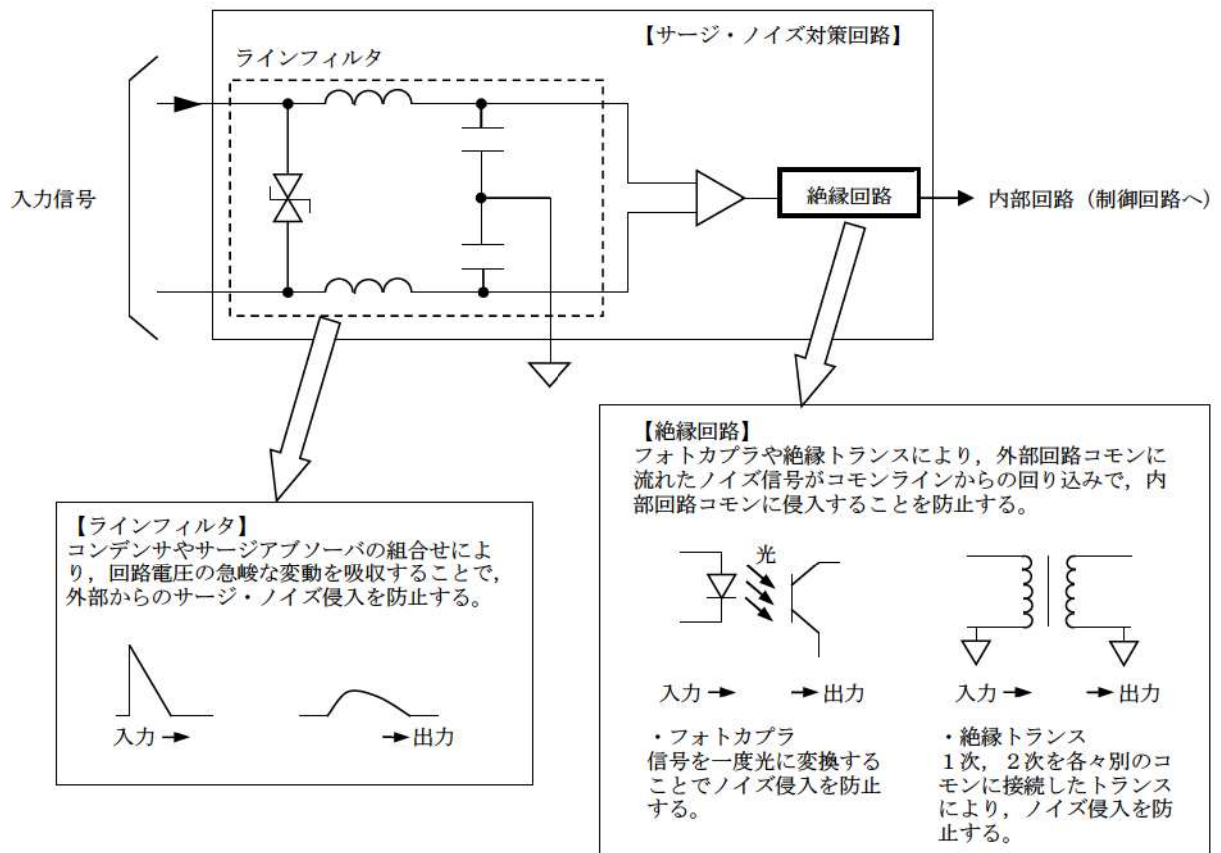 【サージ・ノイズ対策回路】
ラインフィルタ
入力信号
絶縁回路
内部回路（制御回路へ）
【ラインフィルタ】
コンデンサやサージアブソーバの組合せによ
り，回路電圧の急峻な変動を吸収することで，
外部からのサージ・ノイズ侵入を防止する。
入力
出力
【絶縁回路】
フォトカプラや絶縁トランスにより，外部回路コモンに
流れたノイズ信号がコモンラインからの回り込みで，内
部回路コモンに侵入することを防止する。
光
入力
出力
・フォトカプラ
信号を一度光に変換する
ことでノイズ侵入を防止
する。
入力
出力
・絶縁トランス
１次，２次を各々別のコ
モンに接続したトランス
により，ノイズ侵入を防
止する。